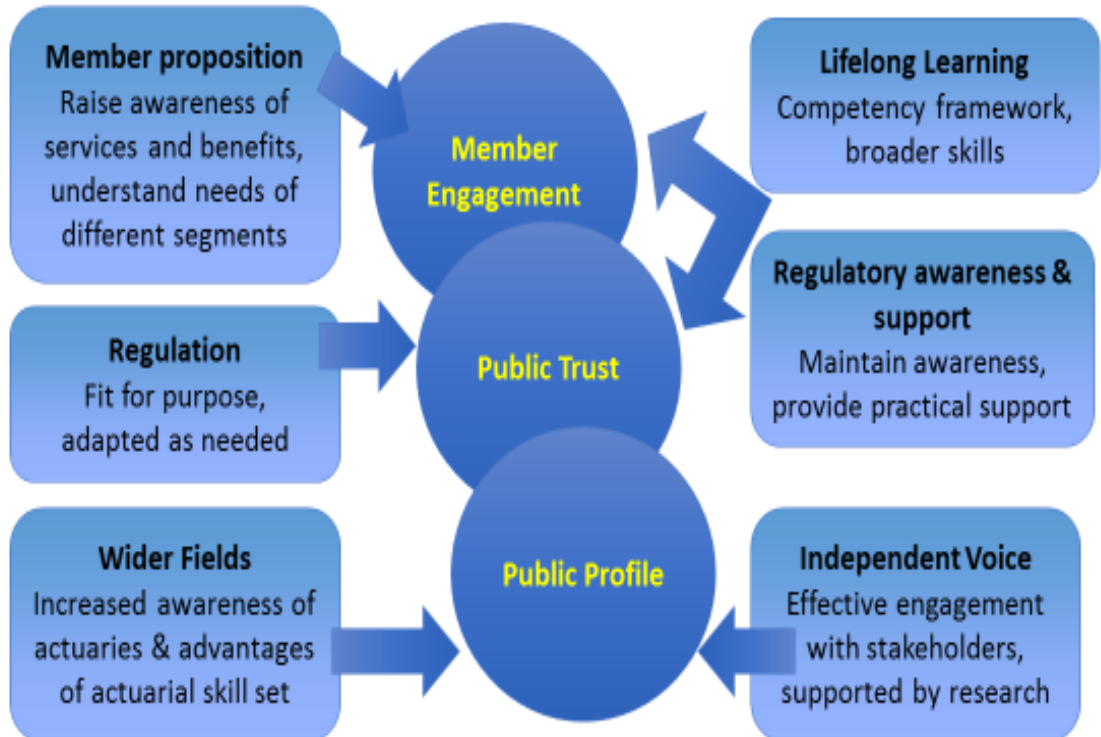 Member proposition
Raise awareness of
services and benefits,
understand needs of
different segments
Regulation
Fit for purpose,
adapted as needed
Wider Fields
Increased awareness of
actuaries & advantages
of actuarial skill set
Member
Engagement
Public Trust
Public Profile
Lifelong Learning
Competency framework,
broader skills
Regulatory awareness &
support
Maintain awareness,
provide practical support
Independent Voice
Effective engagement
with stakeholders,
supported by research